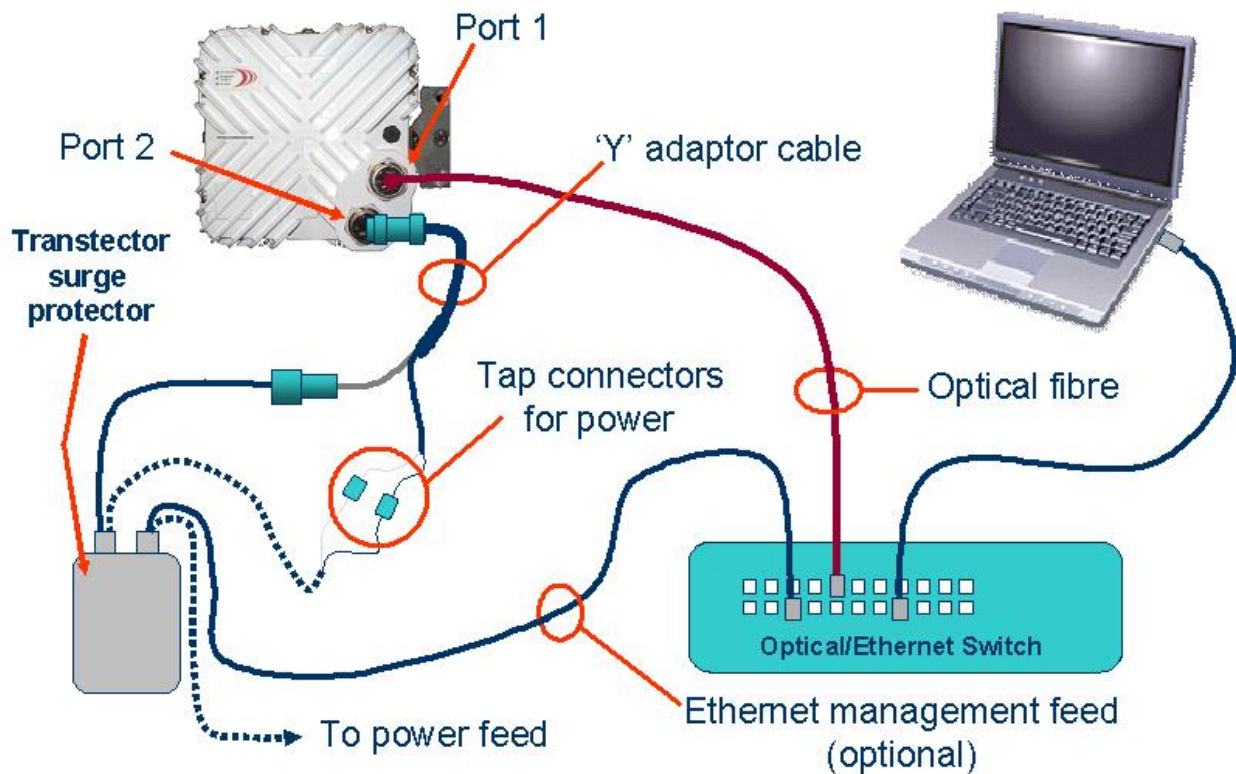 Port 1
Port 2
'Y' adaptor cable
Transtector
surge
protector
Tap connectors
for power
Optical fibre
Optical/Ethernet Switch
Ethernet management feed
(optional)
To power feed